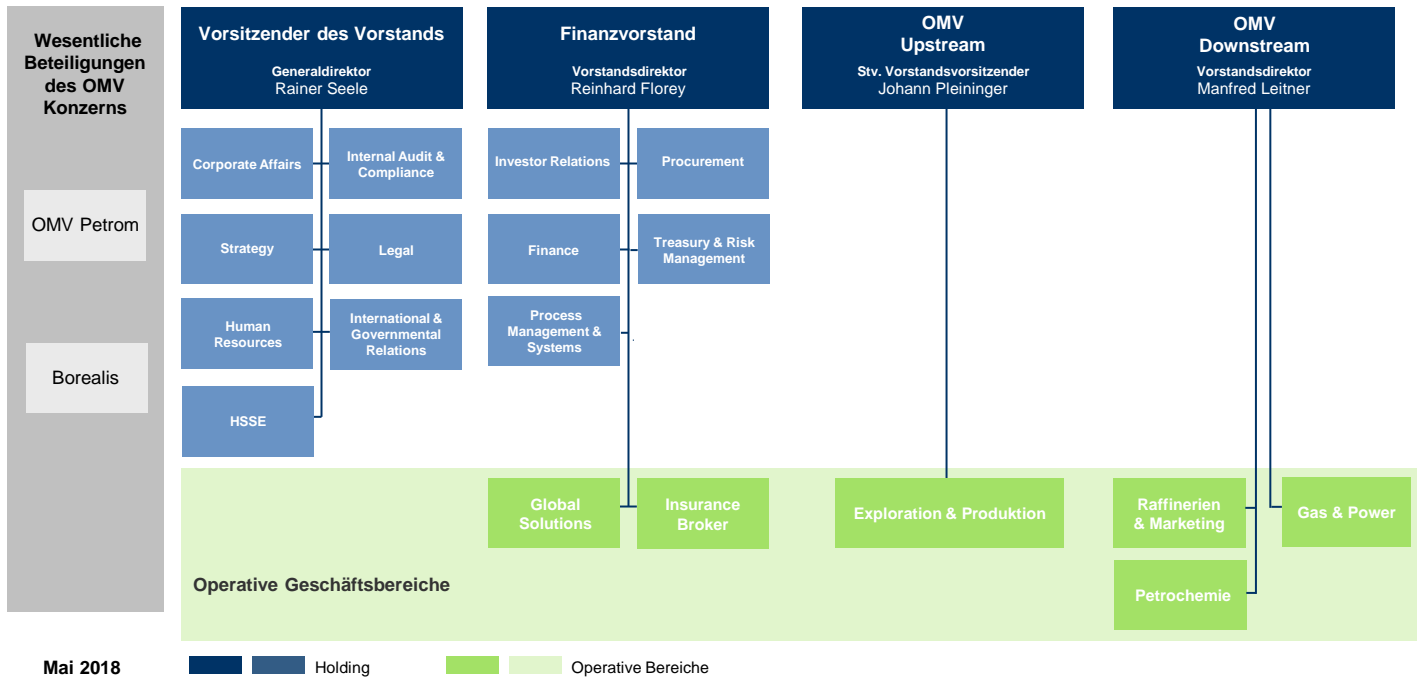 Wesentliche
Beteiligungen
des OMV
Konzerns
OMV Petrom
Borealis
Vorsitzender des Vorstands
Generaldirektor
Rainer Seele
Corporate Affairs
Internal Audit &
Compliance
Strategy
Legal
Human
Resources
International &
Governmental
Relations
HSSE
Finanzvorstand
Vorstandsdirektor
Reinhard Florey
Investor Relations
Procurement
Finance
Treasury & Risk
Management
Process
Management &
Systems
OMV
Upstream
Stv. Vorstandsvorsitzender
Johann Pleininger
OMV
Downstream
Vorstandsdirektor
Manfred Leitner
Global
Solutions
Insurance
Broker
Exploration & Produktion
Raffinerien
& Marketing
Gas & Power
Petrochemie
Operative Geschäftsbereiche
Mai 2018
Holding
Operative Bereiche